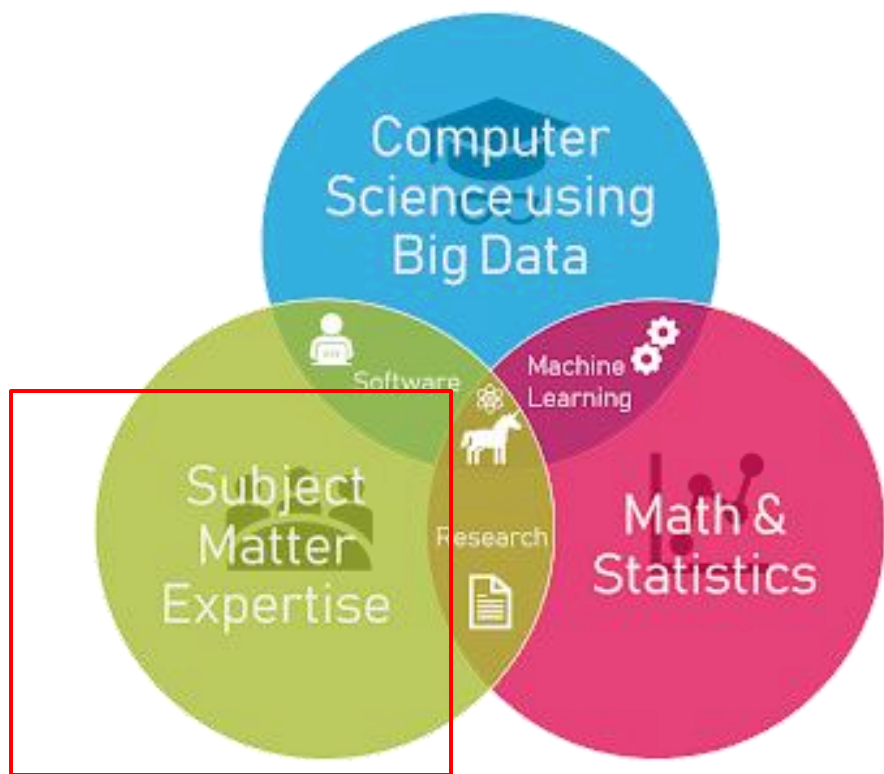 Computer
Science using
Big Data
Software
Machine
Learning
Subject
Matter
Expertise
Research
Math &
Statistics